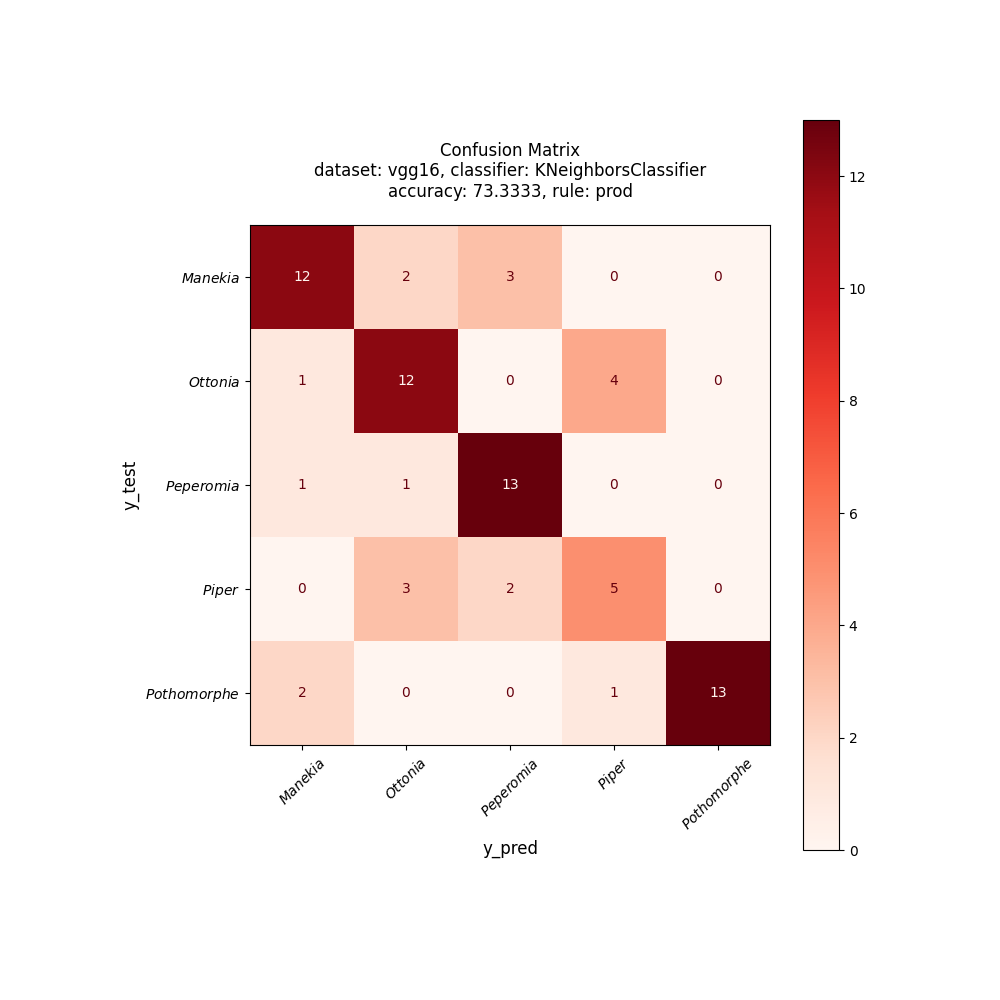 Confusion Matrix
dataset: vgg16, classifier: KNeighborsClassifier
accuracy: 73.3333, rule: prod
Manekia 12 2 3 0 0
Ottonia 1 12 0 4 0
Peperomia 1 1 13 0 0
Piper 0 3 2 5 0
Pothomorphe 2 0 0 1 13
Manekia Ottonia Peperomia Piper Pothomorphe
y_test
y_pred
12
10
8
6
4
2
0